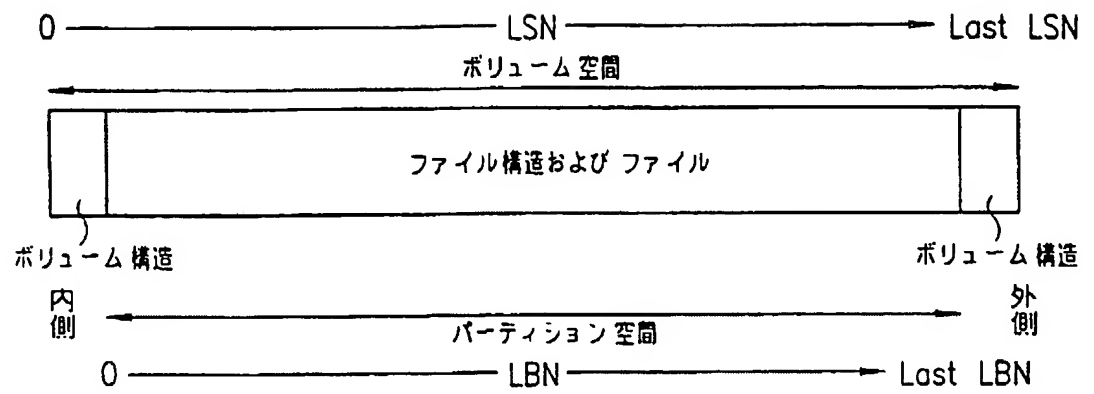 0 LSN Last LSN
ボリューム空間
ファイル構造および ファイル
ボリューム構造
ボリューム構造
内側
外側
パーティション空間
0 LBN Last LBN